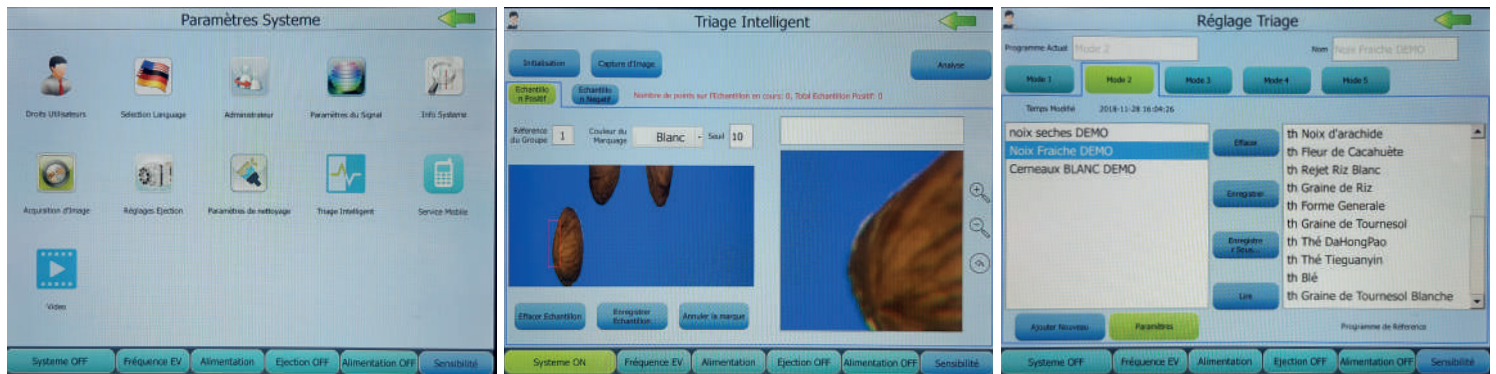 Paramètres Systeme
Droits Utilisateurs
Sélection Language
Administrateur
Paramètres du Signal
Info Systeme
Acquisition d'Image
Réglages Ejection
Paramètres de nettoyage
Triage Intelligent
Service Mobile
Video
Systeme OFF
Fréquence EV
Alimentation
Ejection OFF
Alimentation OFF
Sensibilité
Triage Intelligent
Initialisation
Capture d'Image
Analyse
Echantillo
n Positif
Echantillo
n Negatif
Nombre de points sur l'Echantillon en cours: 0, Total Echantillon Positif: 0
Réference
du Groupe
1
Couleur du
Marquage
Blanc
Seuil
10
Effacer Echantillon
Enregistrer
Echantillon
Annuler la marque
Systeme ON
Fréquence EV
Alimentation
Ejection OFF
Alimentation OFF
Sensibilité
Réglage Triage
Programme Actuel
Mode 2
Nom
Noix Fraiche DEMO
Mode 1
Mode 2
Mode 3
Mode 4
Mode 5
Temps Modifié
2018-11-28 16:04:26
noix seches DEMO
Noix Fraiche DEMO
Cerneaux BLANC DEMO
Effacer
Enregistrer
Enregistre
r Sous...
Lire
th Noix d'arachide
th Fleur de Cacahuète
th Rejet Riz Blanc
th Graine de Riz
th Forme Generale
th Graine de Tournesol
th Thé DaHongPao
th Thé Tieguanyin
th Blé
th Graine de Tournesol Blanche
Ajouter Nouveau
Paramètres
Programme de Réference
Systeme OFF
Fréquence EV
Alimentation
Ejection OFF
Alimentation OFF
Sensibilité